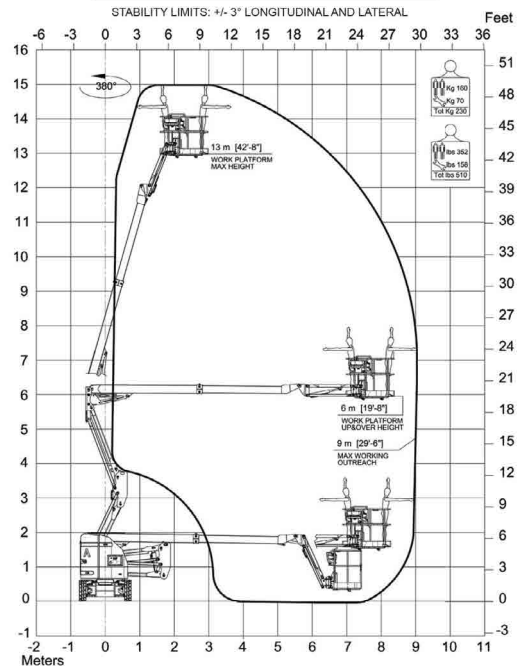 STABILITY LIMITS: +/- 3° LONGITUDINAL AND LATERAL
Feet
-6 -3 0 3 6 9 12 15 18 21 24 27 30 33 36
16
15
14
13
12
11
10
9
8
7
6
5
4
3
2
1
0
-1
51
48
45
42
39
36
33
30
27
24
21
18
15
12
9
6
3
0
-3
380°
Kg 160
Kg 70
Tot Kg 230
lbs 352
lbs 158
Tot lbs 510
13 m [42'-8"]
WORK PLATFORM
MAX HEIGHT
6 m [19'-8"]
WORK PLATFORM
UP&OVER HEIGHT
9 m [29'-6"]
MAX WORKING
OUTREACH
A
-2 -1 0 1 2 3 4 5 6 7 8 9 10 11
Meters